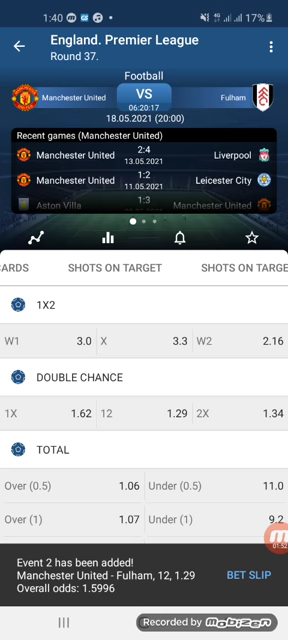 1:40
17%
England. Premier League
Round 37.
Football
Manchester United
VS
Fulham
06:20:17
18.05.2021 (20:00)
Recent games (Manchester United)
Manchester United 2:4 Liverpool
13.05.2021
Manchester United 1:2 Leicester City
11.05.2021
Aston Villa 1:3 Manchester United
CARDS SHOTS ON TARGET SHOTS ON TARGE
1X2
W1 3.0 X 3.3 W2 2.16
DOUBLE CHANCE
1X 1.62 12 1.29 2X 1.34
TOTAL
Over (0.5) 1.06 Under (0.5) 11.0
Over (1) 1.07 Under (1) 9.2
01:52
Event 2 has been added!
Manchester United - Fulham, 12, 1.29
Overall odds: 1.5996
BET SLIP
Recorded by MOBIZEN